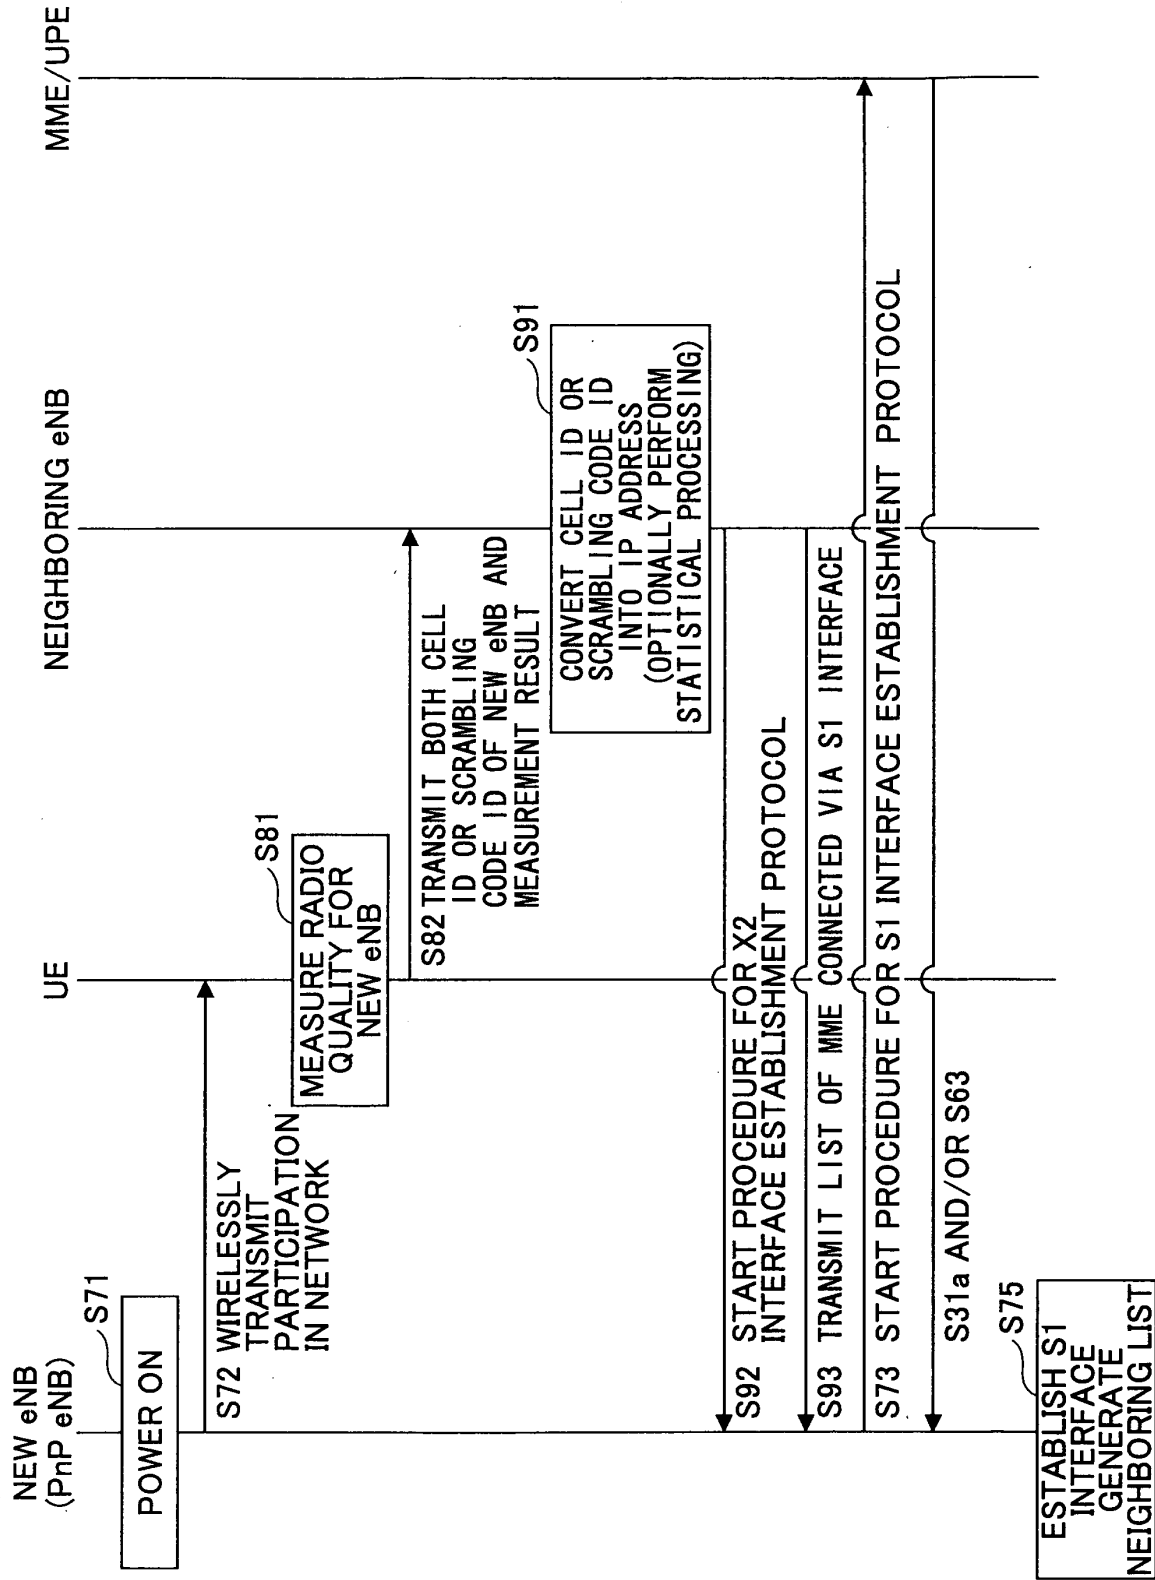 NEW eNB
(PnP eNB)
UE
NEIGHBORING eNB
MME/UPE
S71
POWER ON
S72 WIRELESSLY
TRANSMIT
PARTICIPATION
IN NETWORK
S81
MEASURE RADIO
QUALITY FOR
NEW eNB
S82 TRANSMIT BOTH CELL
ID OR SCRAMBLING
CODE ID OF NEW eNB AND
MEASUREMENT RESULT
S91
CONVERT CELL ID OR
SCRAMBLING CODE ID
INTO IP ADDRESS
(OPTIONALLY PERFORM
STATISTICAL PROCESSING)
S92 START PROCEDURE FOR X2
INTERFACE ESTABLISHMENT PROTOCOL
S93 TRANSMIT LIST OF MME CONNECTED VIA S1 INTERFACE
S73 START PROCEDURE FOR S1 INTERFACE ESTABLISHMENT PROTOCOL
S31a AND/OR S63
S75
ESTABLISH S1
INTERFACE
GENERATE
NEIGHBORING LIST